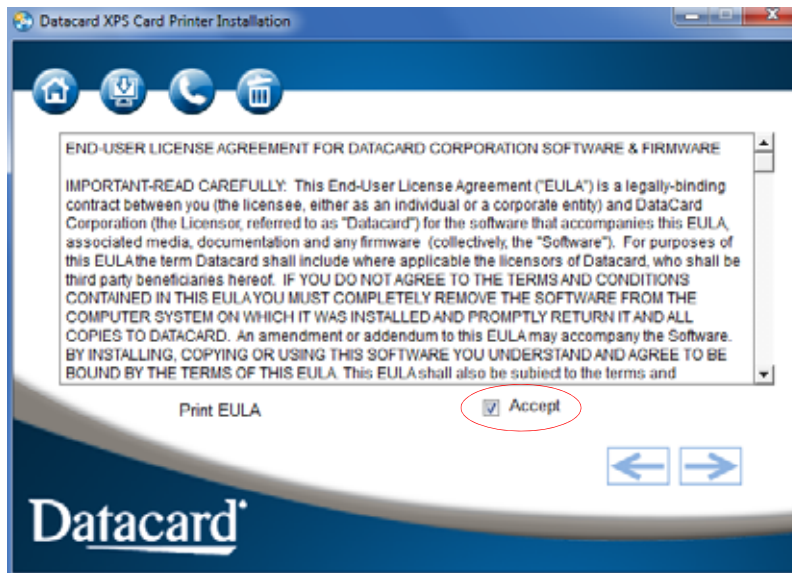 Datacard XPS Card Printer Installation
END-USER LICENSE AGREEMENT FOR DATACARD CORPORATION SOFTWARE & FIRMWARE
IMPORTANT-READ CAREFULLY: This End-User License Agreement ("EULA") is a legally-binding
contract between you (the licensee, either as an individual or a corporate entity) and DataCard
Corporation (the Licensor, referred to as "Datacard") for the software that accompanies this EULA,
associated media, documentation and any firmware (collectively, the "Software"). For purposes of
this EULA the term Datacard shall include where applicable the licensors of Datacard, who shall be
third party beneficiaries hereof. IF YOU DO NOT AGREE TO THE TERMS AND CONDITIONS
CONTAINED IN THIS EULA YOU MUST COMPLETELY REMOVE THE SOFTWARE FROM THE
COMPUTER SYSTEM ON WHICH IT WAS INSTALLED AND PROMPTLY RETURN IT AND ALL
COPIES TO DATACARD. An amendment or addendum to this EULA may accompany the Software.
BY INSTALLING, COPYING OR USING THIS SOFTWARE YOU UNDERSTAND AND AGREE TO BE
BOUND BY THE TERMS OF THIS EULA. This EULA shall also be subject to the terms and
Print EULA
Accept
Datacard